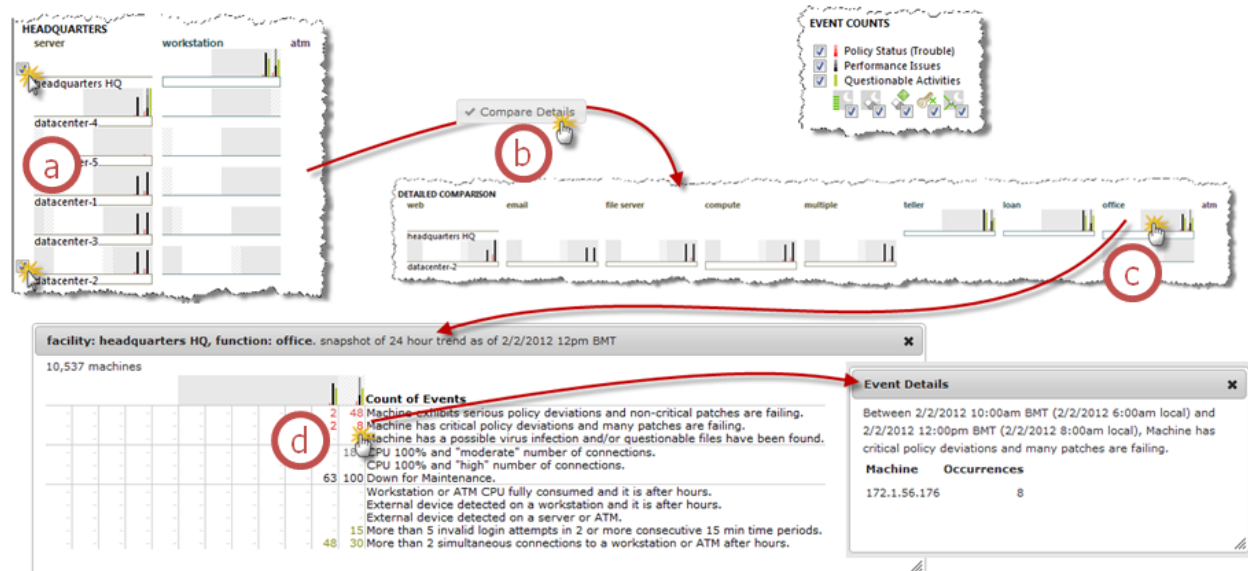 HEADQUARTERS
server workstation atm
headquarters HQ
datacenter-4
er-5
datacenter-1
datacenter-3
datacenter-2
a
✓ Compare Details
b
EVENT COUNTS
Policy Status (Trouble)
Performance Issues
Questionable Activities
DETAILED COMPARISON
web email file server compute multiple teller loan office atm
headquarters HQ
datacenter-2
c
facility: headquarters HQ, function: office. snapshot of 24 hour trend as of 2/2/2012 12pm BMT
10,537 machines
Count of Events
2 48 Machine exhibits serious policy deviations and non-critical patches are failing.
2 8 Machine has critical policy deviations and many patches are failing.
Machine has a possible virus infection and/or questionable files have been found.
18 CPU 100% and "moderate" number of connections.
CPU 100% and "high" number of connections.
63 100 Down for Maintenance.
Workstation or ATM CPU fully consumed and it is after hours.
External device detected on a workstation and it is after hours.
External device detected on a server or ATM.
15 More than 5 invalid login attempts in 2 or more consecutive 15 min time periods.
48 30 More than 2 simultaneous connections to a workstation or ATM after hours.
d
Event Details
Between 2/2/2012 10:00am BMT (2/2/2012 6:00am local) and
2/2/2012 12:00pm BMT (2/2/2012 8:00am local), Machine has
critical policy deviations and many patches are failing.
Machine Occurrences
172.1.56.176 8